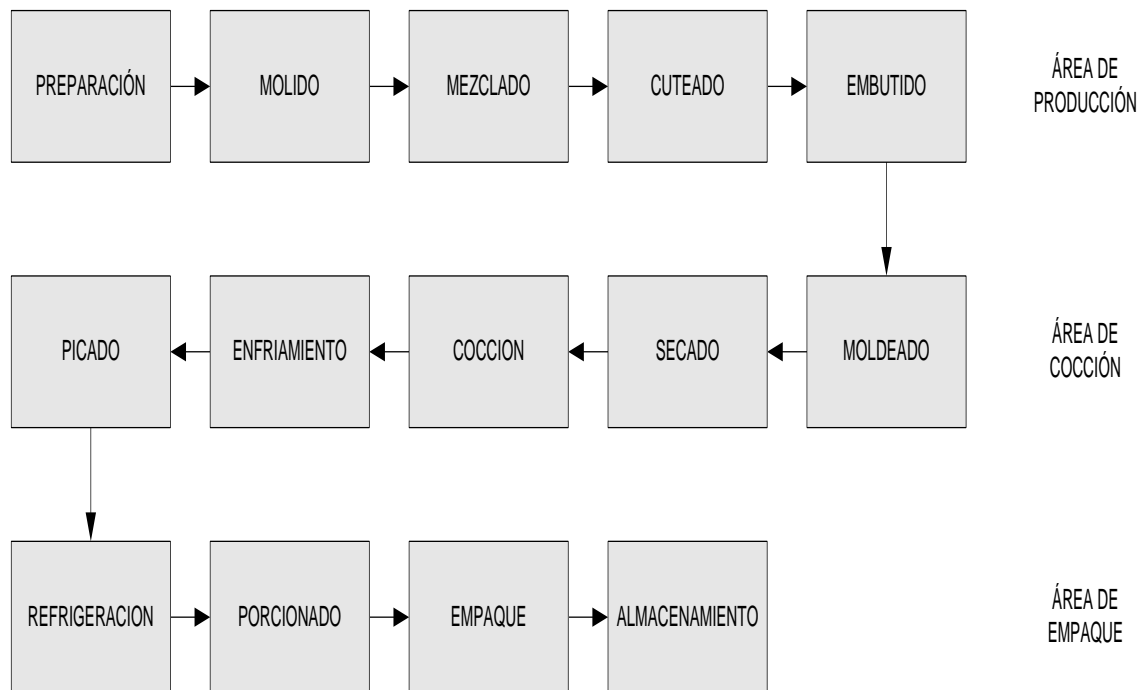 PREPARACIÓN
MOLIDO
MEZCLADO
CUTEADO
EMBUTIDO
ÁREA DE
PRODUCCIÓN
PICADO
ENFRIAMIENTO
COCCION
SECADO
MOLDEADO
ÁREA DE
COCCIÓN
REFRIGERACION
PORCIONADO
EMPAQUE
ALMACENAMIENTO
ÁREA DE
EMPAQUE